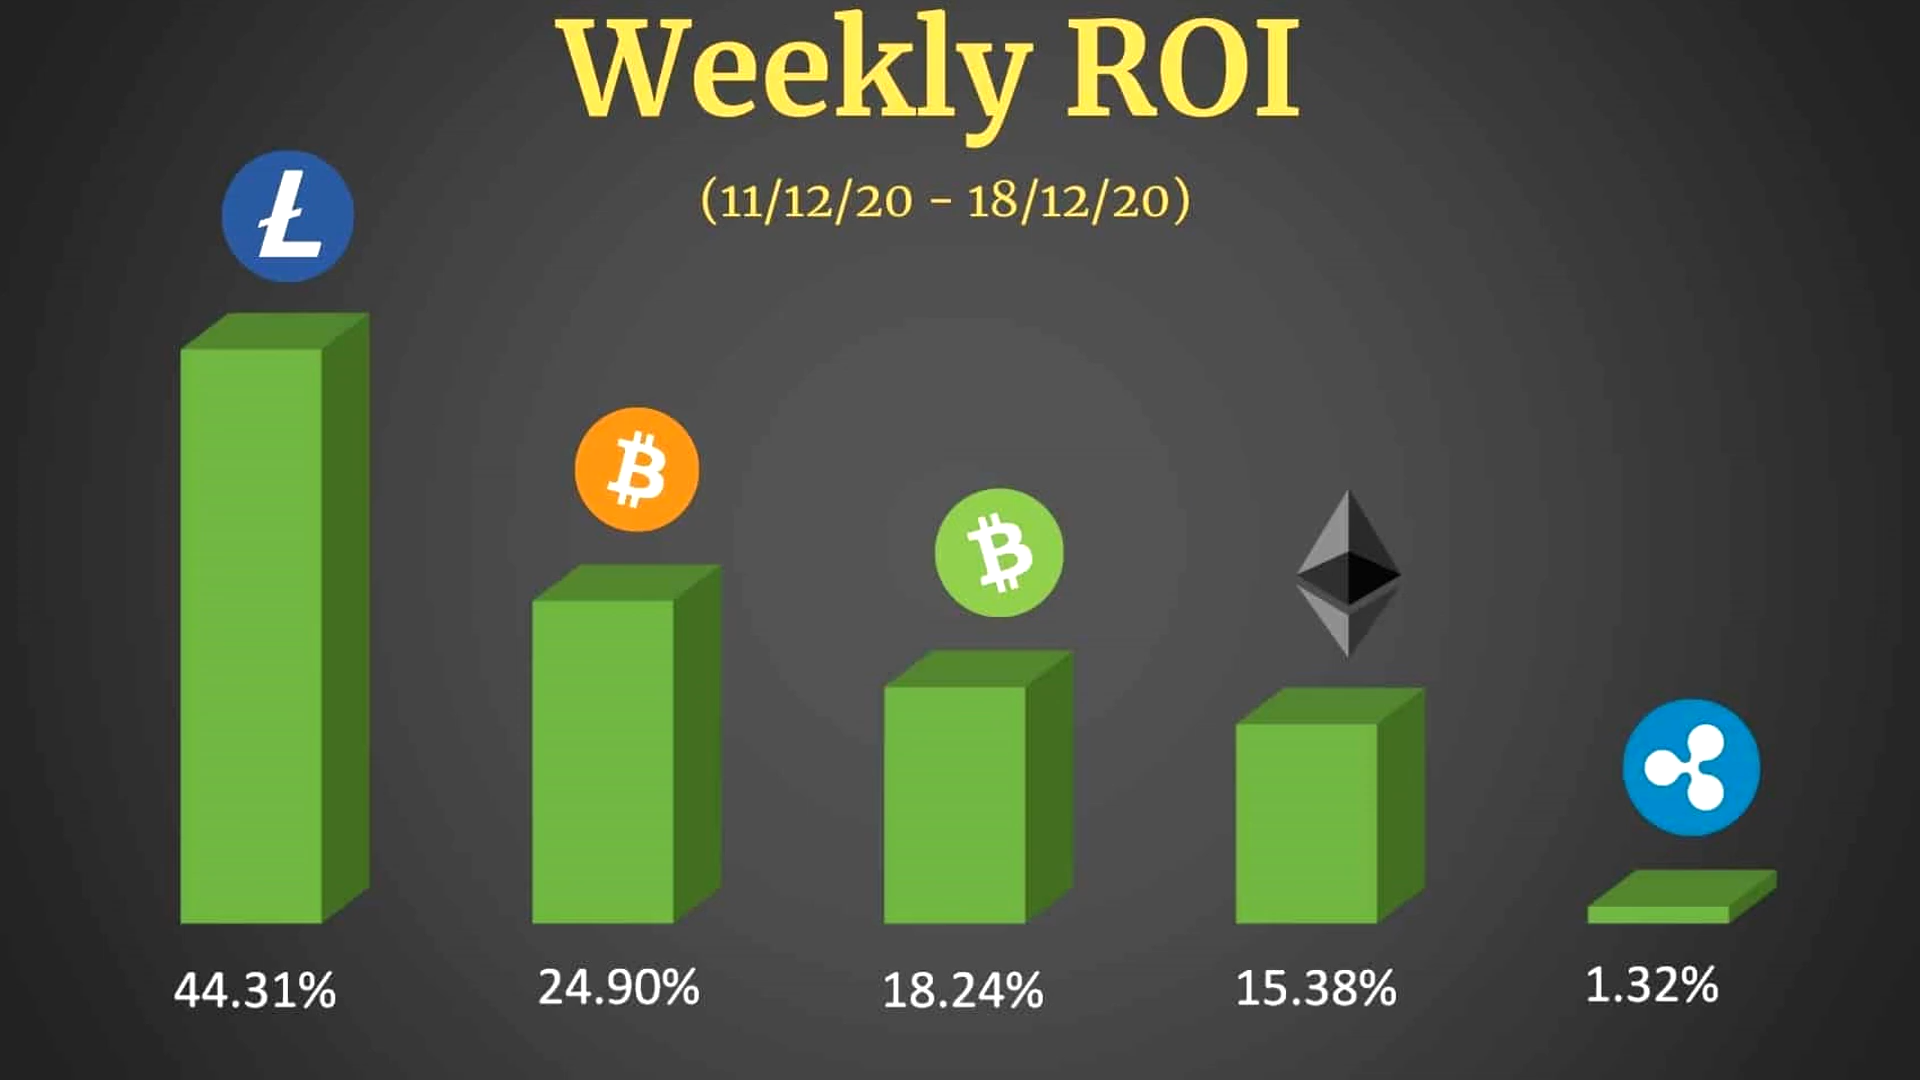 Weekly ROI
(11/12/20 - 18/12/20)
44.31%
24.90%
18.24%
15.38%
1.32%